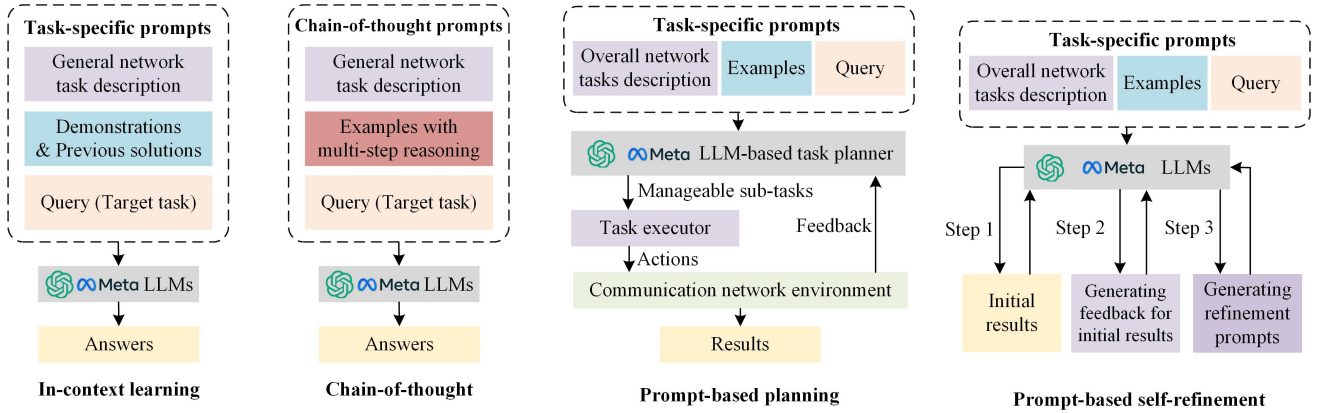 Task-specific prompts
General network
task description
Demonstrations
& Previous solutions
Query (Target task)
Meta LLMs
Answers
In-context learning
Chain-of-thought prompts
General network
task description
Examples with
multi-step reasoning
Query (Target task)
Meta LLMs
Answers
Chain-of-thought
Task-specific prompts
Overall network
tasks description
Examples
Query
Meta LLM-based task planner
Manageable sub-tasks
Task executor
Feedback
Actions
Communication network environment
Results
Prompt-based planning
Task-specific prompts
Overall network
tasks description
Examples
Query
Meta LLMs
Step 1
Step 2
Step 3
Initial
results
Generating
feedback for
initial results
Generating
refinement
prompts
Prompt-based self-refinement